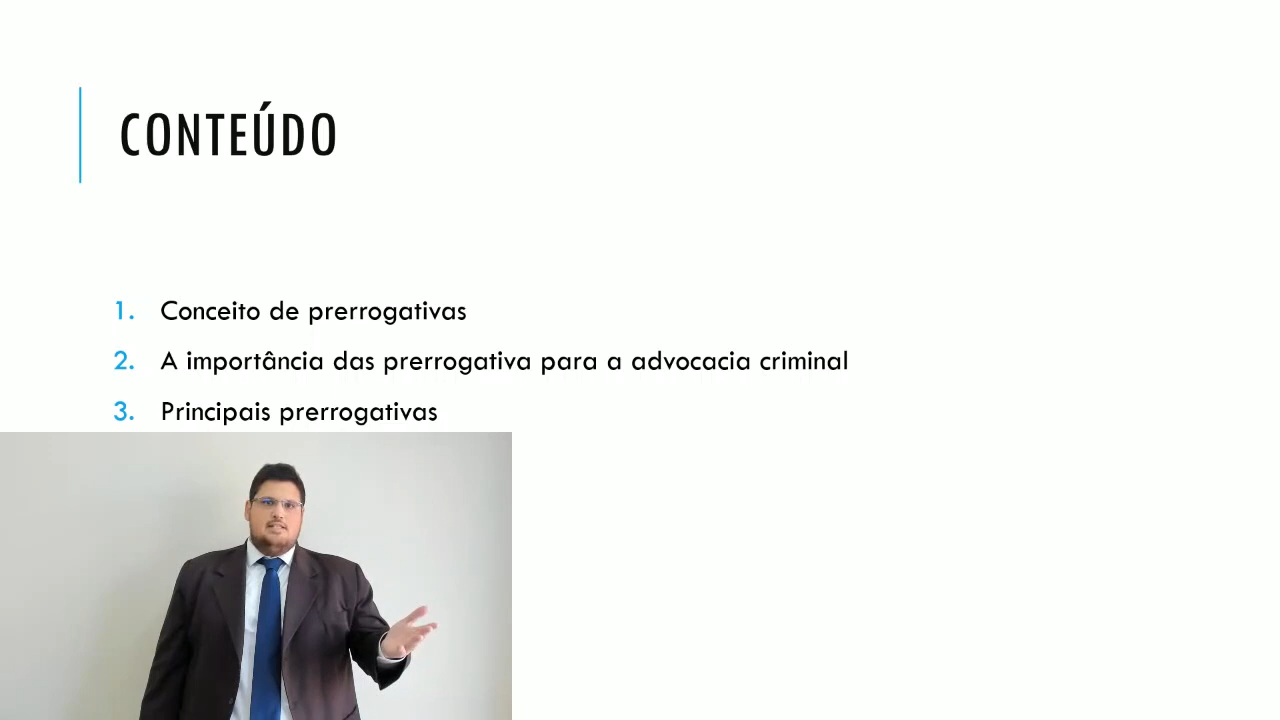 CONTEÚDO
1. Conceito de prerrogativas
2. A importância das prerrogativa para a advocacia criminal
3. Principais prerrogativas